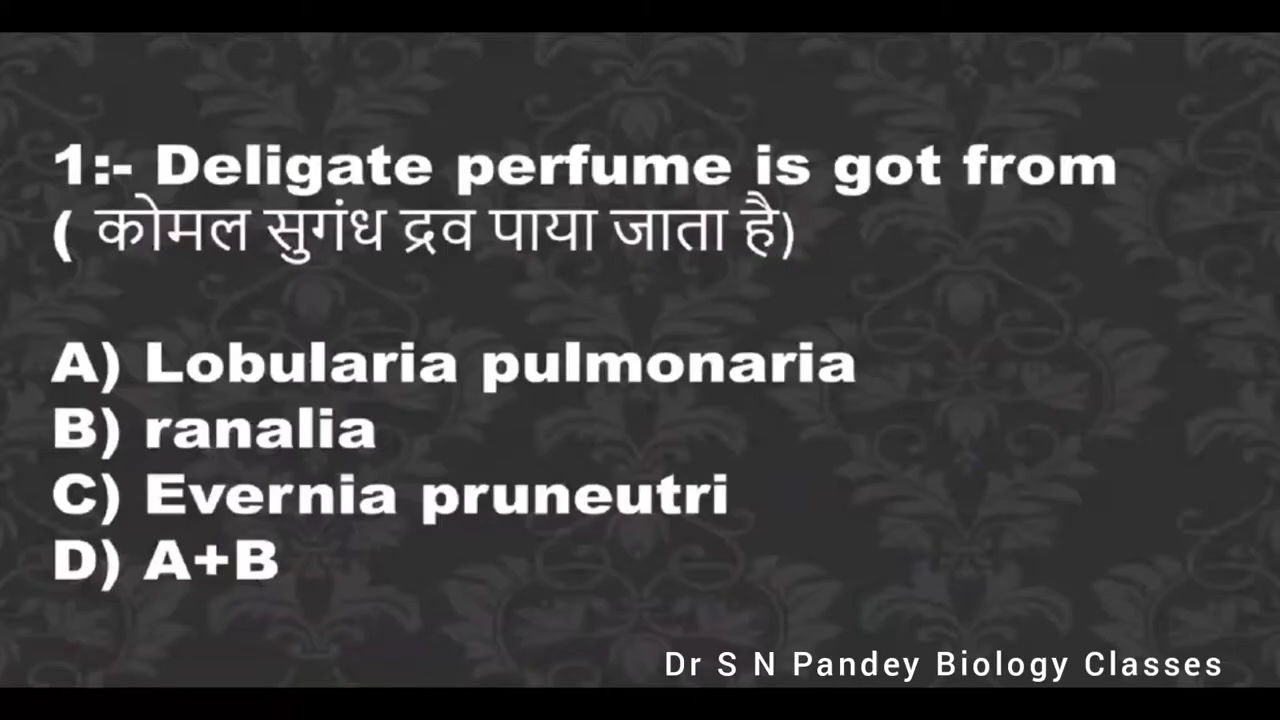 1:- Deligate perfume is got from
( कोमल सुगंध द्रव पाया जाता है)
A) Lobularia pulmonaria
B) ranalia
C) Evernia pruneutri
D) A+B
Dr S N Pandey Biology Classes